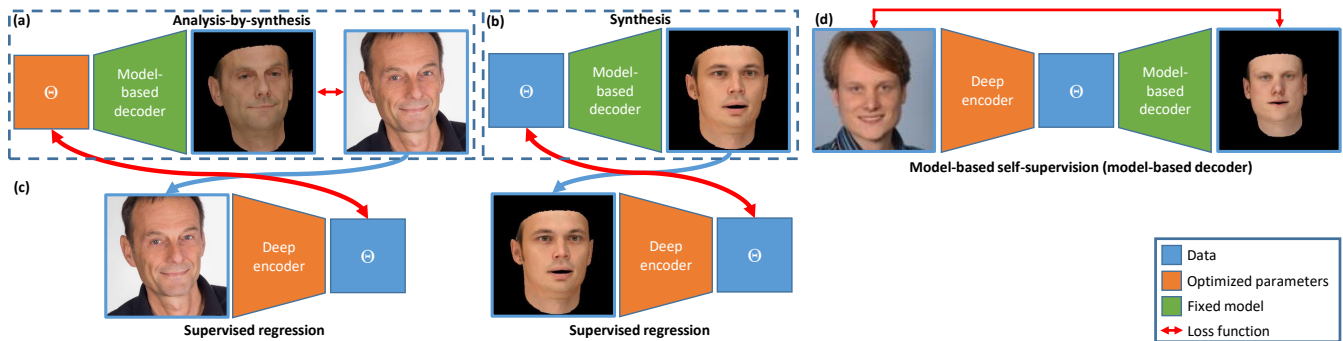 (a)
Analysis-by-synthesis
Θ
Model-
based
decoder
(b)
Synthesis
Θ
Model-
based
decoder
(d)
Deep
encoder
Θ
Model-
based
decoder
Model-based self-supervision (model-based decoder)
(c)
Deep
encoder
Θ
Supervised regression
Deep
encoder
Θ
Supervised regression
Data
Optimized parameters
Fixed model
Loss function